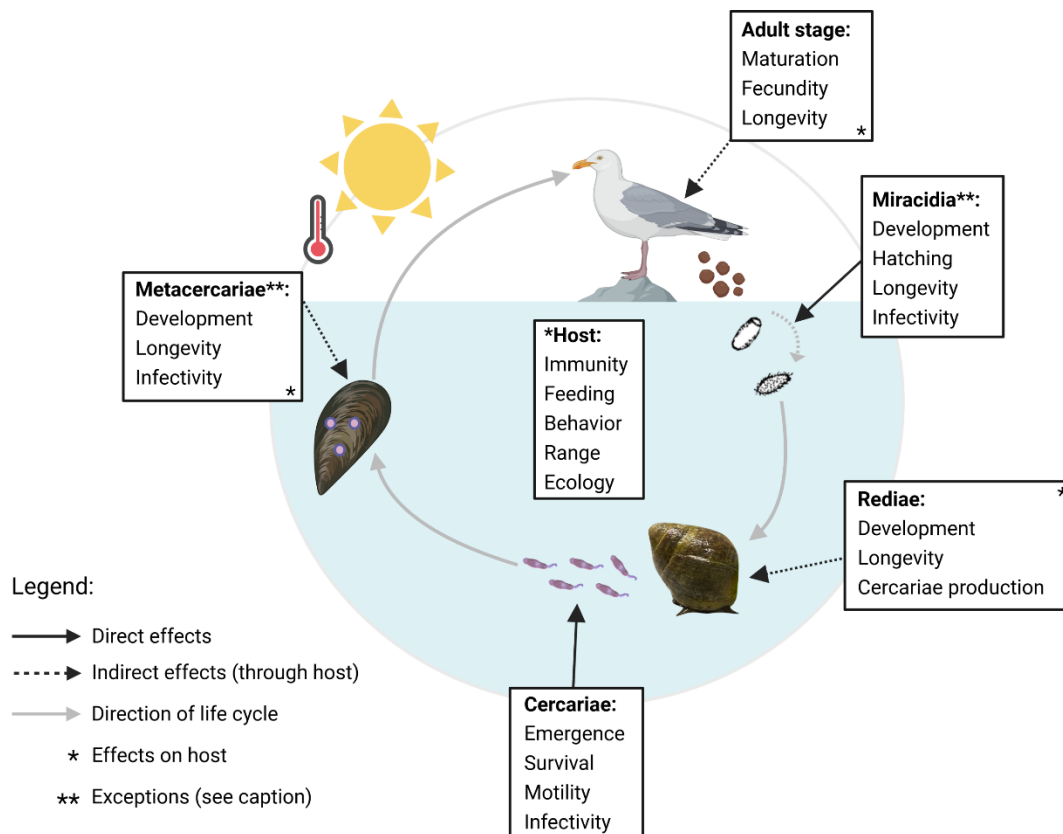 Adult stage:
Maturation
Fecundity
Longevity
*
Miracidia**:
Development
Hatching
Longevity
Infectivity
Metacercariae**:
Development
Longevity
Infectivity
*
*Host:
Immunity
Feeding
Behavior
Range
Ecology
Rediae: *
Development
Longevity
Cercariae production
Cercariae:
Emergence
Survival
Motility
Infectivity
Legend:
Direct effects
Indirect effects (through host)
Direction of life cycle
* Effects on host
** Exceptions (see caption)